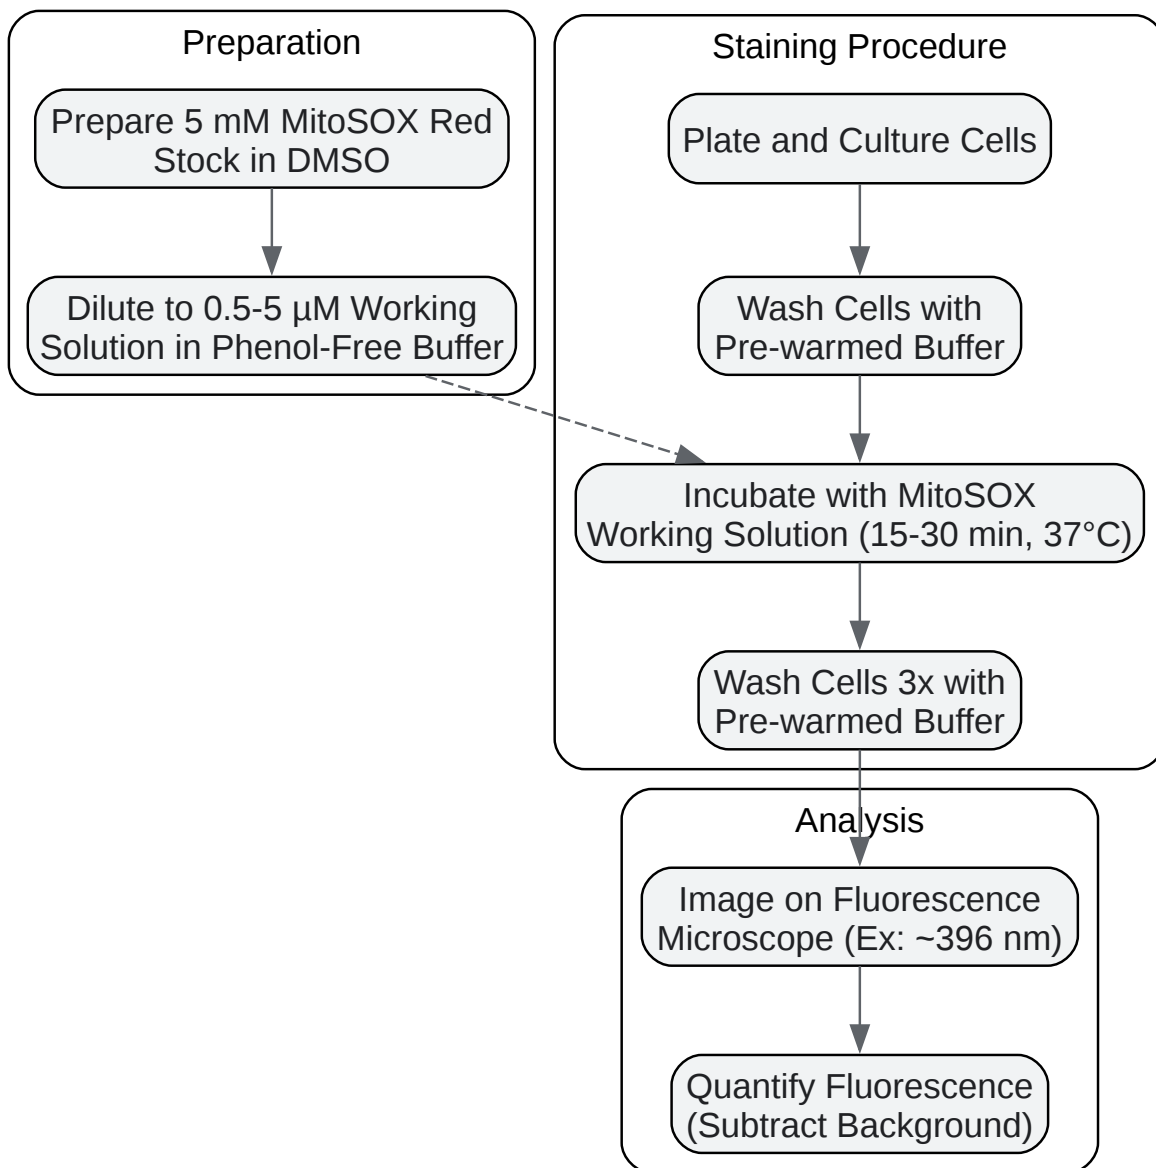 Preparation
Prepare 5 mM MitoSOX Red
Stock in DMSO
Dilute to 0.5-5 µM Working
Solution in Phenol-Free Buffer
Staining Procedure
Plate and Culture Cells
Wash Cells with
Pre-warmed Buffer
Incubate with MitoSOX
Working Solution (15-30 min, 37°C)
Wash Cells 3x with
Pre-warmed Buffer
Analysis
Image on Fluorescence
Microscope (Ex: ~396 nm)
Quantify Fluorescence
(Subtract Background)